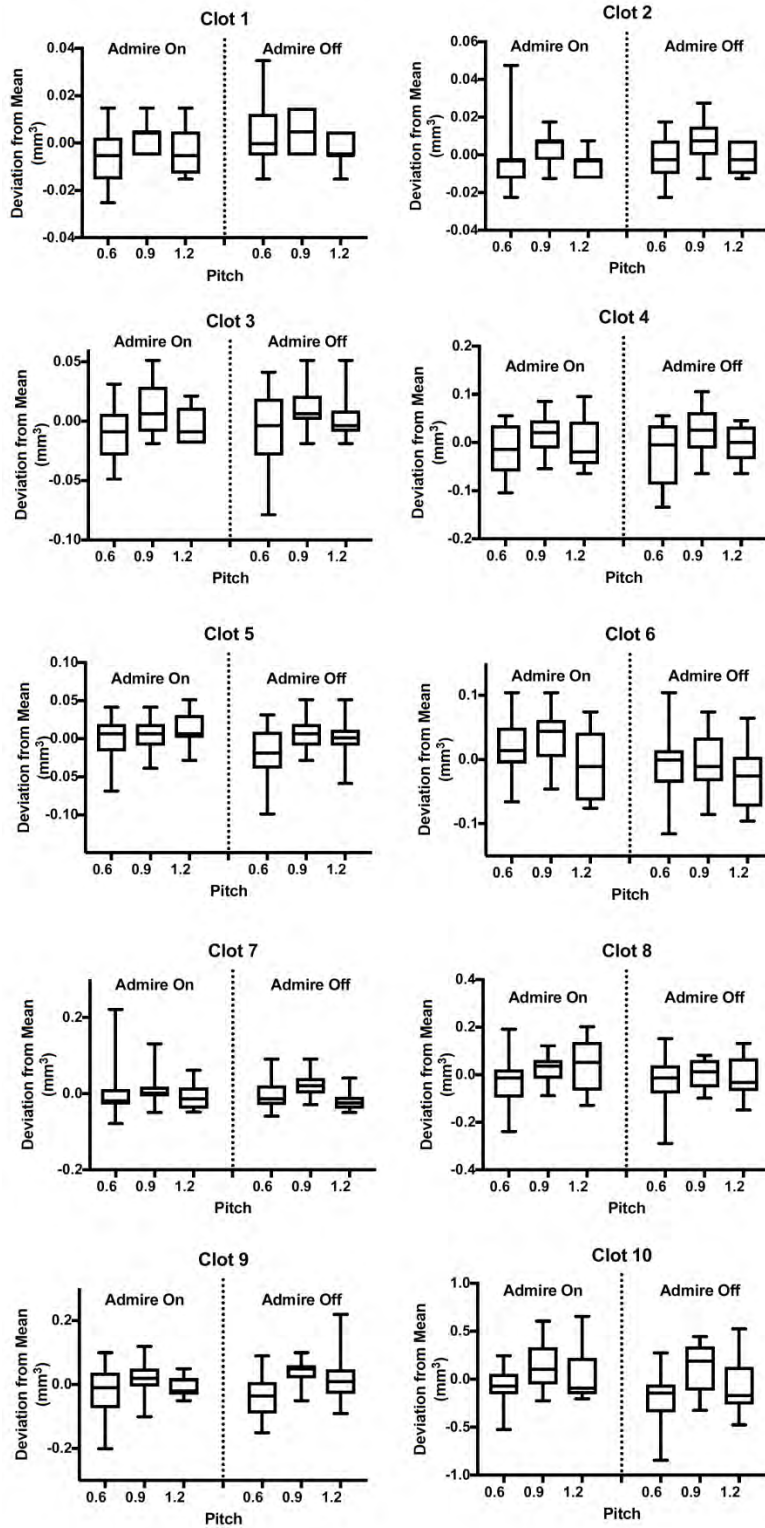 Clot 1
Admire On Admire Off
Deviation from Mean
(mm³)
0.04
0.02
0.00
-0.02
-0.04
0.6 0.9 1.2 0.6 0.9 1.2
Pitch
Clot 2
Admire On Admire Off
Deviation from Mean
(mm³)
0.06
0.04
0.02
0.00
-0.02
-0.04
0.6 0.9 1.2 0.6 0.9 1.2
Pitch
Clot 3
Admire On Admire Off
Deviation from Mean
(mm³)
0.05
0.00
-0.05
-0.10
0.6 0.9 1.2 0.6 0.9 1.2
Pitch
Clot 4
Admire On Admire Off
Deviation from Mean
(mm³)
0.2
0.1
0.0
-0.1
-0.2
0.6 0.9 1.2 0.6 0.9 1.2
Pitch
Clot 5
Admire On Admire Off
Deviation from Mean
(mm³)
0.10
0.05
-0.00
-0.05
-0.10
0.6 0.9 1.2 0.6 0.9 1.2
Pitch
Clot 6
Admire On Admire Off
Deviation from Mean
(mm³)
0.1
0.0
-0.1
0.6 0.9 1.2 0.6 0.9 1.2
Pitch
Clot 7
Admire On Admire Off
Deviation from Mean
(mm³)
0.2
0.0
-0.2
0.6 0.9 1.2 0.6 0.9 1.2
Pitch
Clot 8
Admire On Admire Off
Deviation from Mean
(mm³)
0.4
0.2
0.0
-0.2
-0.4
0.6 0.9 1.2 0.6 0.9 1.2
Pitch
Clot 9
Admire On Admire Off
Deviation from Mean
(mm³)
0.2
0.0
-0.2
0.6 0.9 1.2 0.6 0.9 1.2
Pitch
Clot 10
Admire On Admire Off
Deviation from Mean
(mm³)
1.0
0.5
0.0
-0.5
-1.0
0.6 0.9 1.2 0.6 0.9 1.2
Pitch